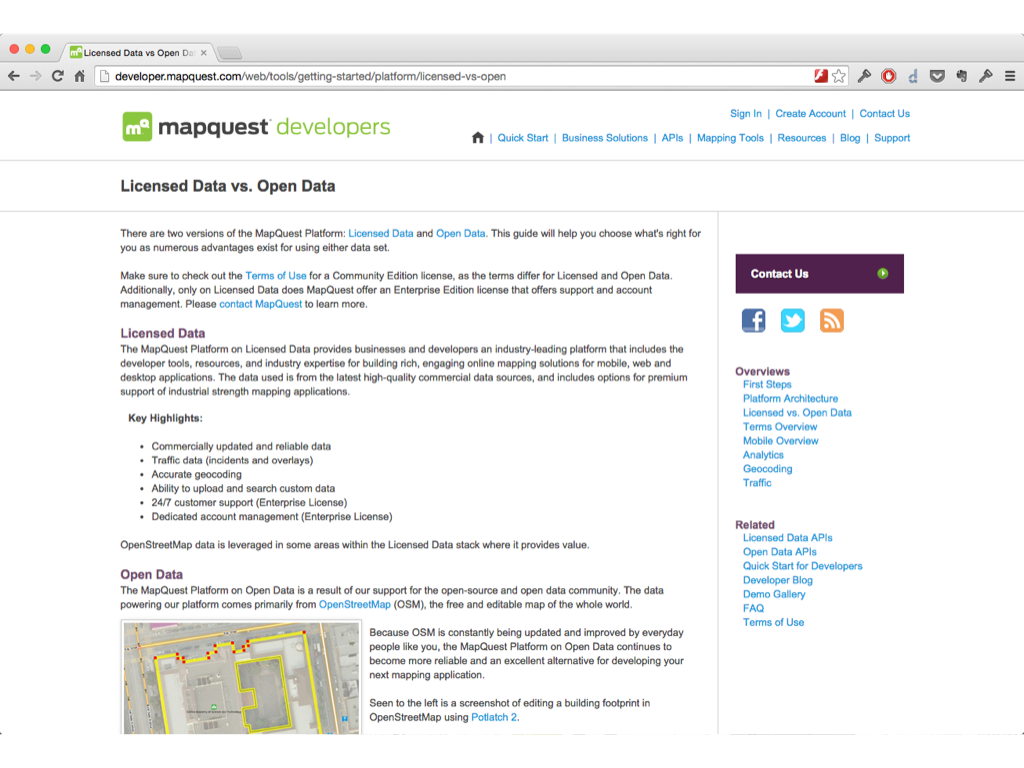 Licensed Data vs Open Da
developer.mapquest.com/web/tools/getting-started/platform/licensed-vs-open
mapquest developers
Sign In | Create Account | Contact Us
Quick Start | Business Solutions | APIs | Mapping Tools | Resources | Blog | Support
Licensed Data vs. Open Data
There are two versions of the MapQuest Platform: Licensed Data and Open Data. This guide will help you choose what's right for
you as numerous advantages exist for using either data set.
Make sure to check out the Terms of Use for a Community Edition license, as the terms differ for Licensed and Open Data.
Additionally, only on Licensed Data does MapQuest offer an Enterprise Edition license that offers support and account
management. Please contact MapQuest to learn more.
Licensed Data
The MapQuest Platform on Licensed Data provides businesses and developers an industry-leading platform that includes the
developer tools, resources, and industry expertise for building rich, engaging online mapping solutions for mobile, web and
desktop applications. The data used is from the latest high-quality commercial data sources, and includes options for premium
support of industrial strength mapping applications.
Key Highlights:
• Commercially updated and reliable data
• Traffic data (incidents and overlays)
• Accurate geocoding
• Ability to upload and search custom data
• 24/7 customer support (Enterprise License)
• Dedicated account management (Enterprise License)
OpenStreetMap data is leveraged in some areas within the Licensed Data stack where it provides value.
Open Data
The MapQuest Platform on Open Data is a result of our support for the open-source and open data community. The data
powering our platform comes primarily from OpenStreetMap (OSM), the free and editable map of the whole world.
Because OSM is constantly being updated and improved by everyday
people like you, the MapQuest Platform on Open Data continues to
become more reliable and an excellent alternative for developing your
next mapping application.
Seen to the left is a screenshot of editing a building footprint in
OpenStreetMap using Potlatch 2.
Contact Us
Overviews
First Steps
Platform Architecture
Licensed vs. Open Data
Terms Overview
Mobile Overview
Analytics
Geocoding
Traffic
Related
Licensed Data APIs
Open Data APIs
Quick Start for Developers
Developer Blog
Demo Gallery
FAQ
Terms of Use